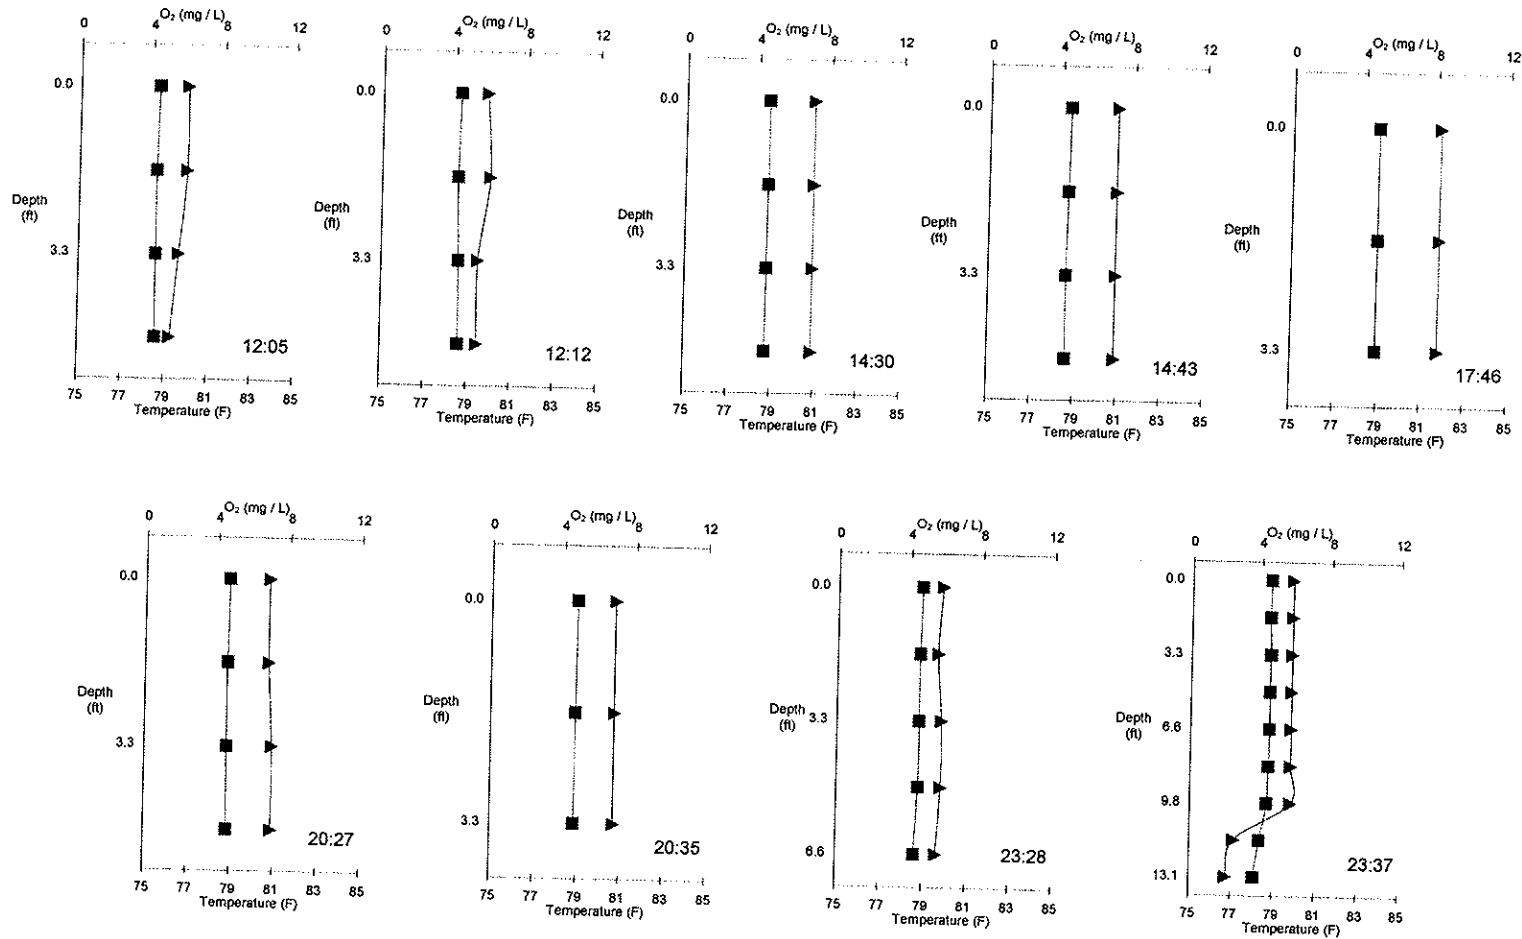 O₂ (mg / L)
0 4 8 12
0.0
Depth
(ft)
3.3
12:05
75 77 79 81 83 85
Temperature (F)
O₂ (mg / L)
0 4 8 12
0.0
Depth
(ft)
3.3
12:12
75 77 79 81 83 85
Temperature (F)
O₂ (mg / L)
0 4 8 12
0.0
Depth
(ft)
3.3
14:30
75 77 79 81 83 85
Temperature (F)
O₂ (mg / L)
0 4 8 12
0.0
Depth
(ft)
3.3
14:43
75 77 79 81 83 85
Temperature (F)
O₂ (mg / L)
0 4 8 12
0.0
Depth
(ft)
3.3
17:46
75 77 79 81 83 85
Temperature (F)
O₂ (mg / L)
0 4 8 12
0.0
Depth
(ft)
3.3
20:27
75 77 79 81 83 85
Temperature (F)
O₂ (mg / L)
0 4 8 12
0.0
Depth
(ft)
3.3
20:35
75 77 79 81 83 85
Temperature (F)
O₂ (mg / L)
0 4 8 12
0.0
Depth
(ft)
3.3
6.6
23:28
75 77 79 81 83 85
Temperature (F)
O₂ (mg / L)
0 4 8 12
0.0
3.3
Depth
(ft)
6.6
9.8
13.1
23:37
75 77 79 81 83 85
Temperature (F)